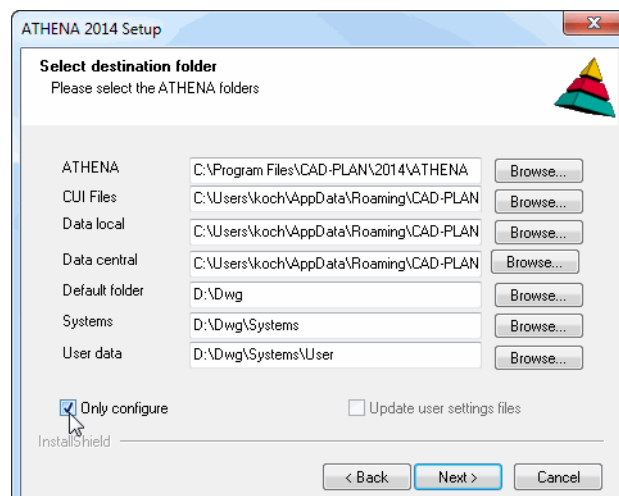 ATHENA 2014 Setup
Select destination folder
Please select the ATHENA folders
ATHENA C:\Program Files\CAD-PLAN\2014\ATHENA Browse...
CUI Files C:\Users\koch\AppData\Roaming\CAD-PLAN Browse...
Data local C:\Users\koch\AppData\Roaming\CAD-PLAN Browse...
Data central C:\Users\koch\AppData\Roaming\CAD-PLAN Browse...
Default folder D:\Dwg Browse...
Systems D:\Dwg\Systems Browse...
User data D:\Dwg\Systems\User Browse...
Only configure Update user settings files
InstallShield
< Back Next > Cancel